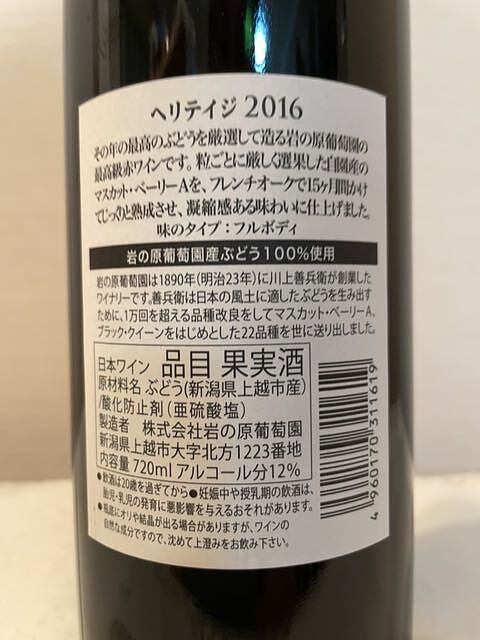 ヘリテイジ 2016
その年の最高のぶどうを厳選して造る岩の原葡萄園の
最高級赤ワインです。粒ごとに厳しく選果した自園産の
マスカット・ベーリーAを、フレンチオークで15ヶ月間かけ
てじっくりと熟成させ、凝縮感ある味わいに仕上げました。
味のタイプ：フルボディ
岩の原葡萄園産ぶどう100%使用
岩の原葡萄園は1890年(明治23年)に川上善兵衛が創業した
ワイナリーです。善兵衛は日本の風土に適したぶどうを生み出す
ために、1万回を超える品種改良をしてマスカット・ベーリーA、
ブラック・クイーンをはじめとした22品種を世に送り出しました。
日本ワイン 品目 果実酒
原材料名 ぶどう(新潟県上越市産)
/酸化防止剤(亜硫酸塩)
製造者 株式会社岩の原葡萄園
新潟県上越市大字北方1223番地
内容量 720ml アルコール分12%
●飲酒は20歳を過ぎてから●妊娠中や授乳期の飲酒は、
胎児・乳児の発育に悪影響を与えるおそれがあります。
●瓶底にオリや結晶が出る場合がありますが、ワインの
自然な成分ですので、沈めて上澄みをお飲み下さい。
4 960170 311619